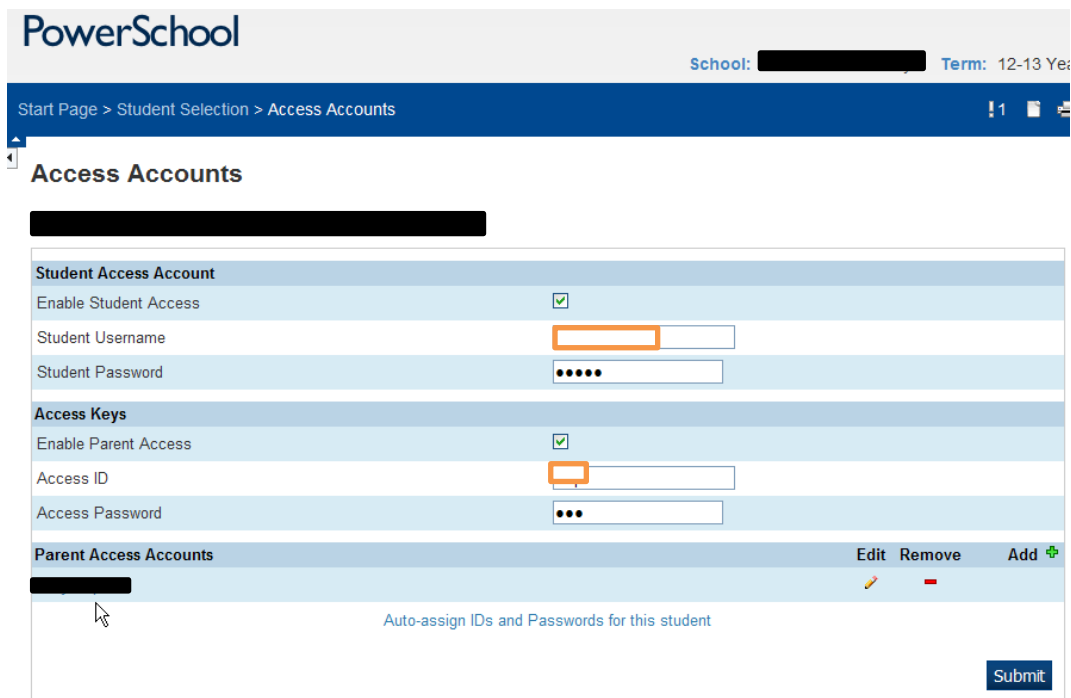 PowerSchool
School: Term: 12-13 Yea
Start Page > Student Selection > Access Accounts
!1
Access Accounts
Student Access Account
Enable Student Access
Student Username
Student Password •••••
Access Keys
Enable Parent Access
Access ID
Access Password •••
Parent Access Accounts Edit Remove Add
Auto-assign IDs and Passwords for this student
Submit